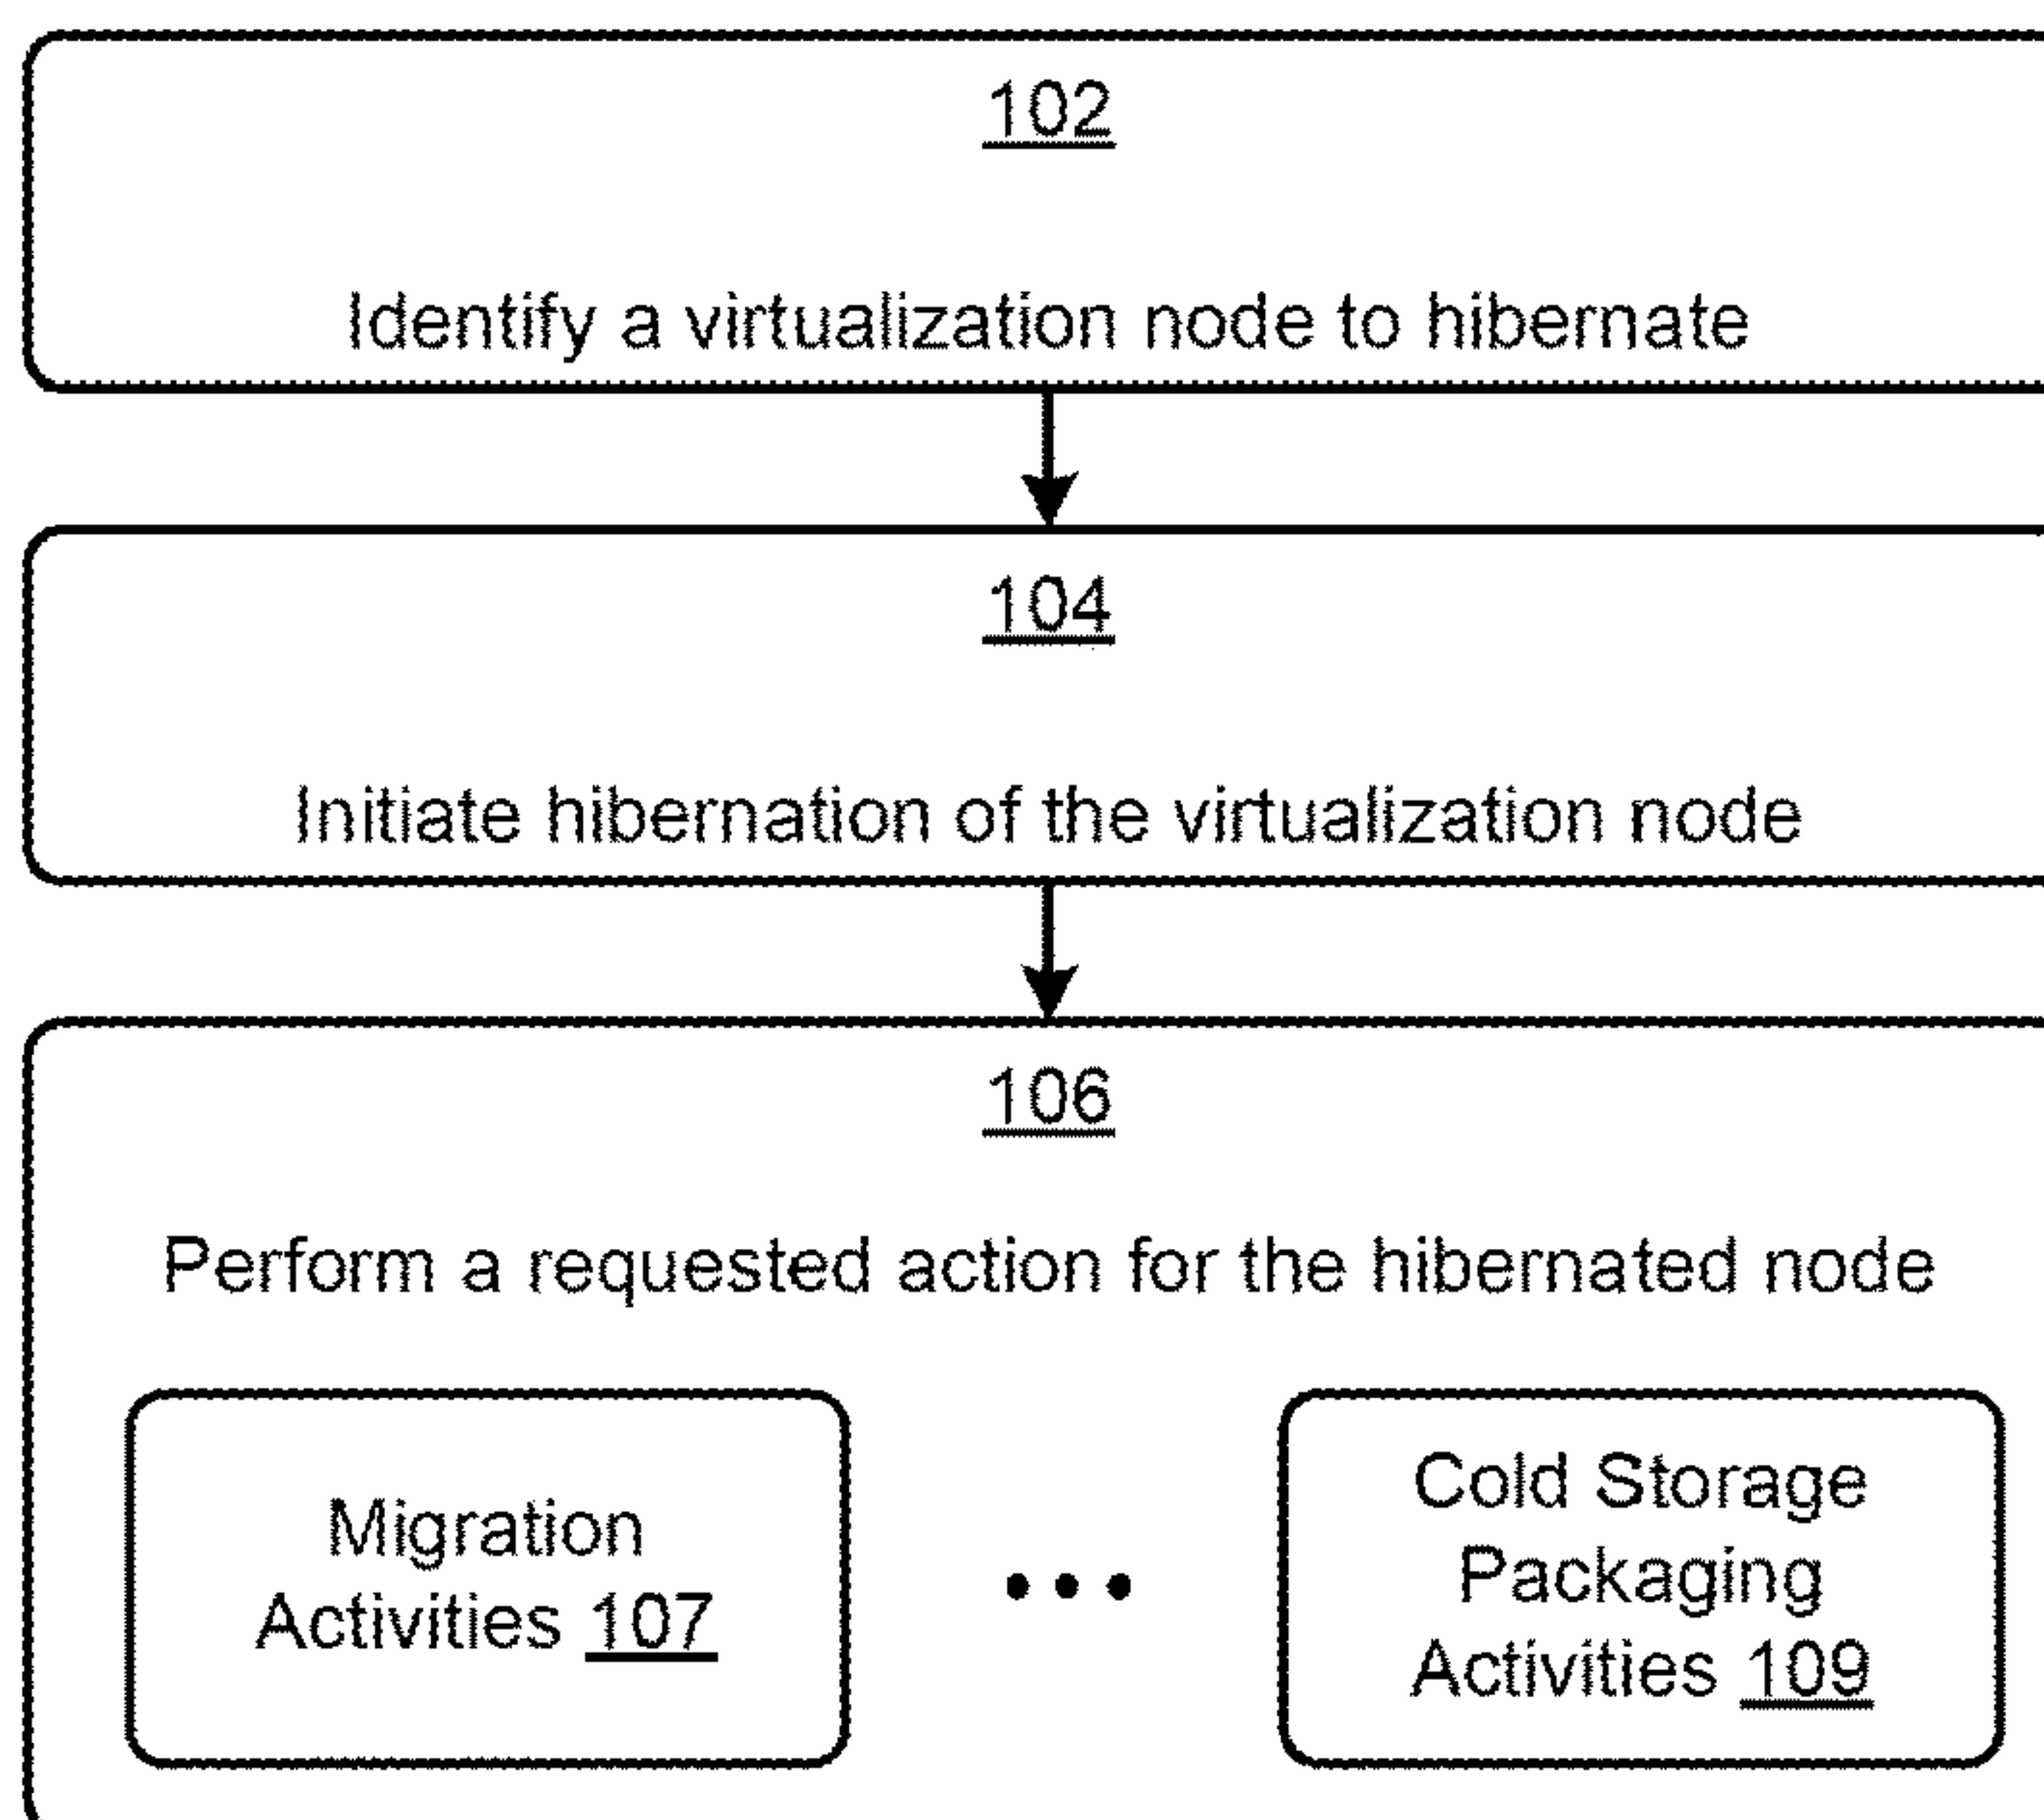 102
Identify a virtualization node to hibernate
104
Initiate hibernation of the virtualization node
106
Perform a requested action for the hibernated node
Migration
Activities 107
Cold Storage
Packaging
Activities 109